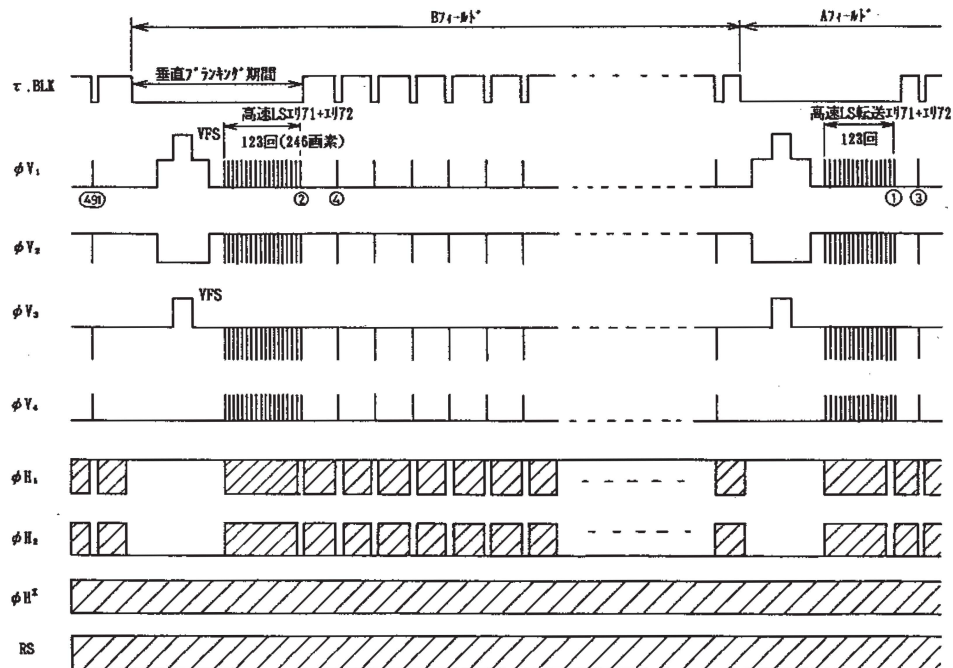 Bフィールド
Aフィールド
τ.BLK
垂直ブランキング期間
高速LSエリア1+エリア2
高速LS転送エリア1+エリア2
VFS
123回(246画素)
123回
φV₁
491
②
④
①
③
φV₂
φV₃
VFS
φV₄
φH₁
φH₂
RS